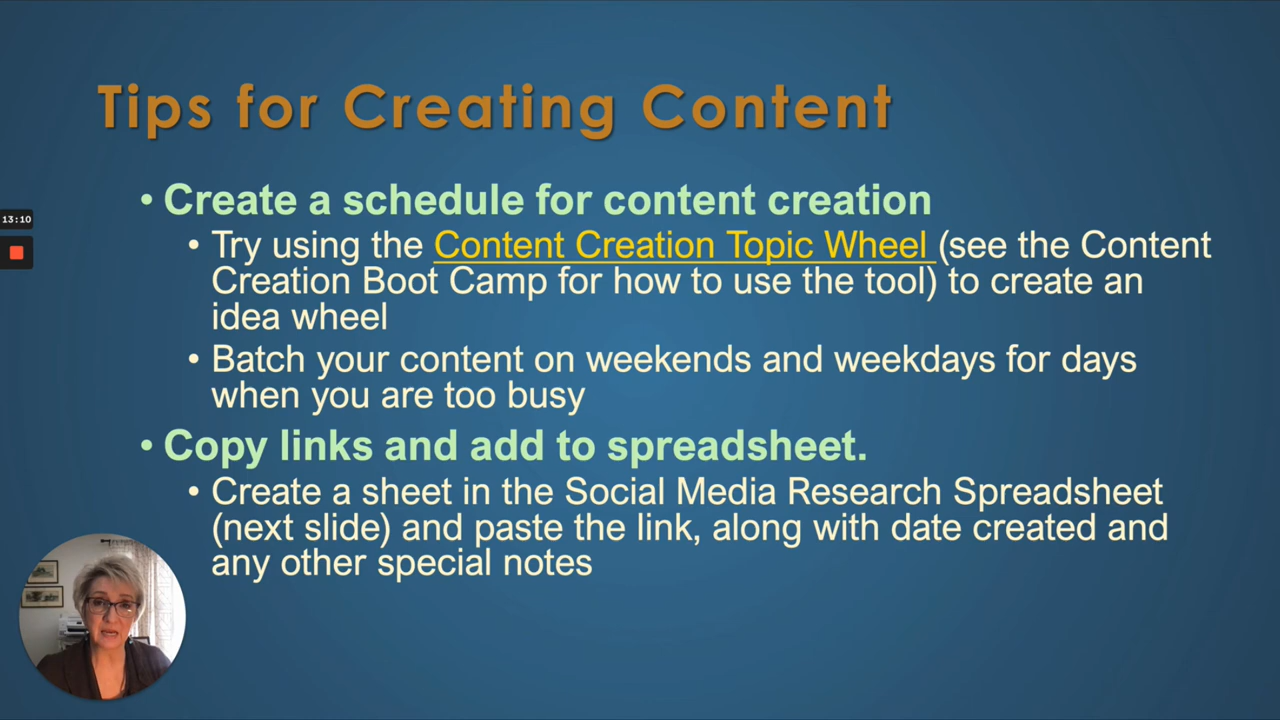 Tips for Creating Content
• Create a schedule for content creation
• Try using the Content Creation Topic Wheel (see the Content
Creation Boot Camp for how to use the tool) to create an
idea wheel
• Batch your content on weekends and weekdays for days
when you are too busy
• Copy links and add to spreadsheet.
• Create a sheet in the Social Media Research Spreadsheet
(next slide) and paste the link, along with date created and
any other special notes
13:10